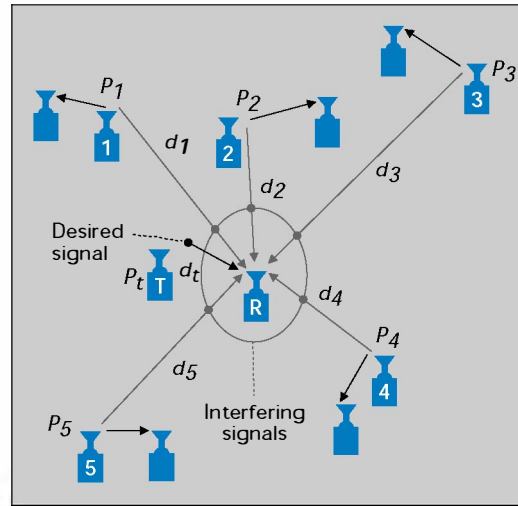 P1
P2
P3
3
1
2
d1
d2
d3
Desired
signal
Pt
T
dt
R
d4
P4
4
d5
Interfering
signals
P5
5